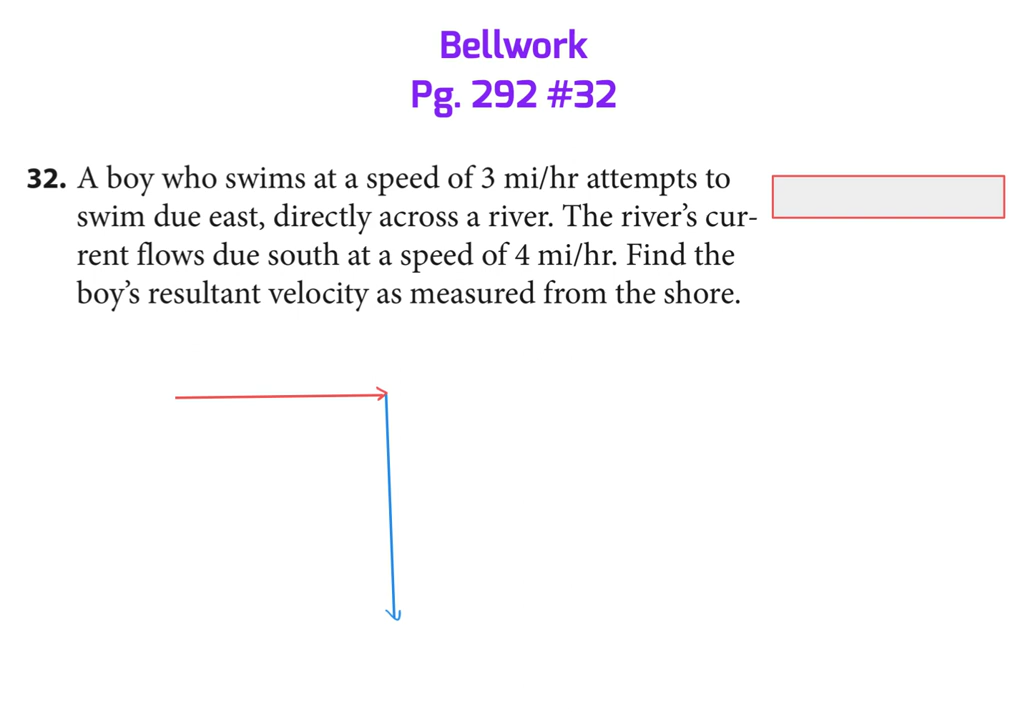 Bellwork
Pg. 292 #32
32. A boy who swims at a speed of 3 mi/hr attempts to
swim due east, directly across a river. The river’s cur-
rent flows due south at a speed of 4 mi/hr. Find the
boy’s resultant velocity as measured from the shore.